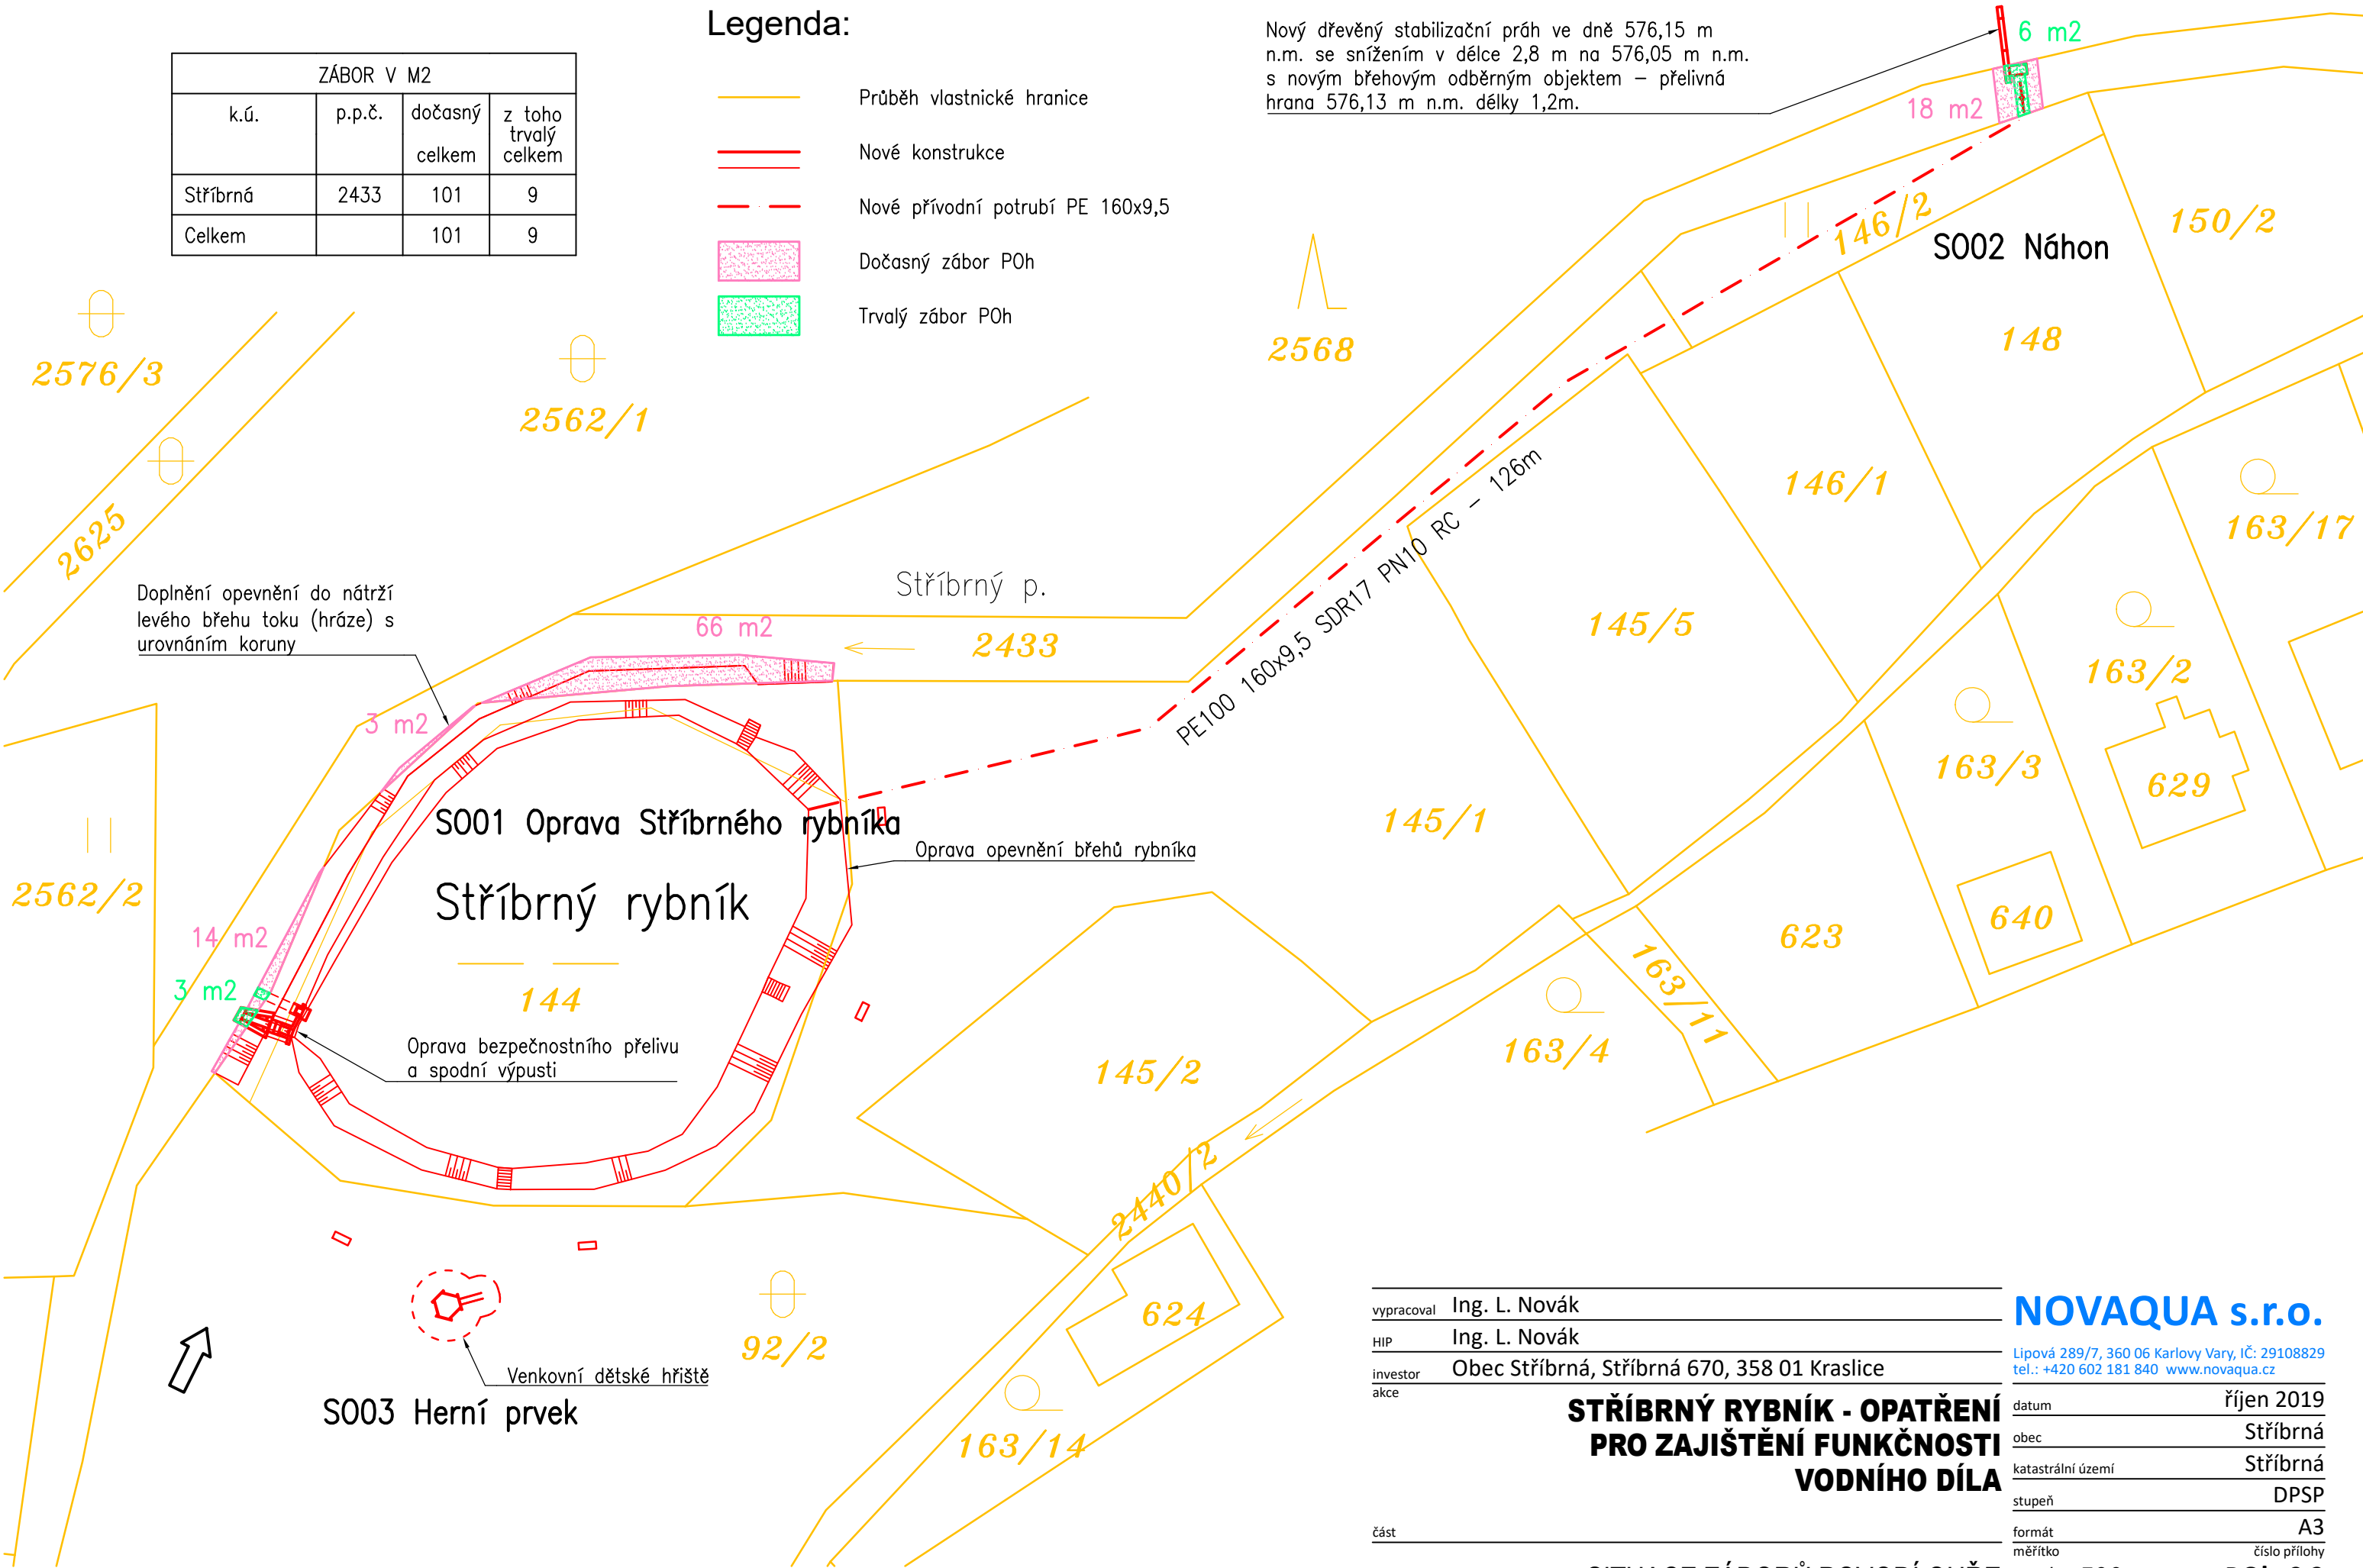 Legenda:
ZÁBOR V M2
k.ú. p.p.č. dočasný celkem z toho trvalý celkem
Stříbrná 2433 101 9
Celkem 101 9
Průběh vlastnické hranice
Nové konstrukce
Nové přívodní potrubí PE 160x9,5
Dočasný zábor POh
Trvalý zábor POh
Nový dřevěný stabilizační práh ve dně 576,15 m
n.m. se snížením v délce 2,8 m na 576,05 m n.m.
s novým břehovým odběrným objektem – přelivná
hrana 576,13 m n.m. délky 1,2m.
6 m2
18 m2
146/2
150/2
SO02 Náhon
148
2568
2576/3
2562/1
2625
146/1
163/17
PE100 160x9,5 SDR17 PN10 RC – 126m
Doplnění opevnění do nátrží
levého břehu toku (hráze) s
urovnáním koruny
Stříbrný p.
66 m2
2433
145/5
163/2
3 m2
163/3
629
SO01 Oprava Stříbrného rybníka
145/1
Oprava opevnění břehů rybníka
2562/2
Stříbrný rybník
14 m2
640
623
163/11
3 m2
144
Oprava bezpečnostního přelivu
a spodní výpusti
145/2
163/4
2440/2
624
92/2
Venkovní dětské hřiště
SO03 Herní prvek
163/14
vypracoval Ing. L. Novák
HIP Ing. L. Novák
investor Obec Stříbrná, Stříbrná 670, 358 01 Kraslice
NOVAQUA s.r.o.
Lipová 289/7, 360 06 Karlovy Vary, IČ: 29108829
tel.: +420 602 181 840 www.novaqua.cz
akce
STŘÍBRNÝ RYBNÍK - OPATŘENÍ
PRO ZAJIŠTĚNÍ FUNKČNOSTI
VODNÍHO DÍLA
datum říjen 2019
obec Stříbrná
katastrální území Stříbrná
stupeň DPSP
formát A3
část
měřítko číslo přílohy